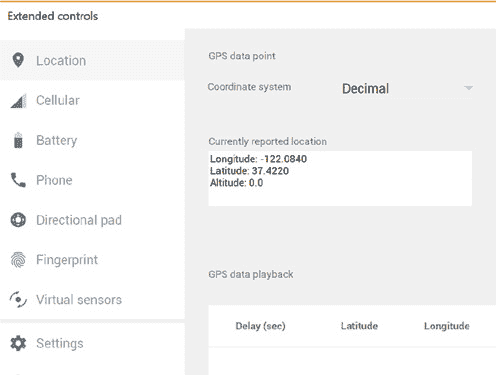 Extended controls
Location
Cellular
Battery
Phone
Directional pad
Fingerprint
Virtual sensors
Settings
GPS data point
Coordinate system Decimal
Currently reported location
Longitude: -122.0840
Latitude: 37.4220
Altitude: 0.0
GPS data playback
Delay (sec) Latitude Longitude